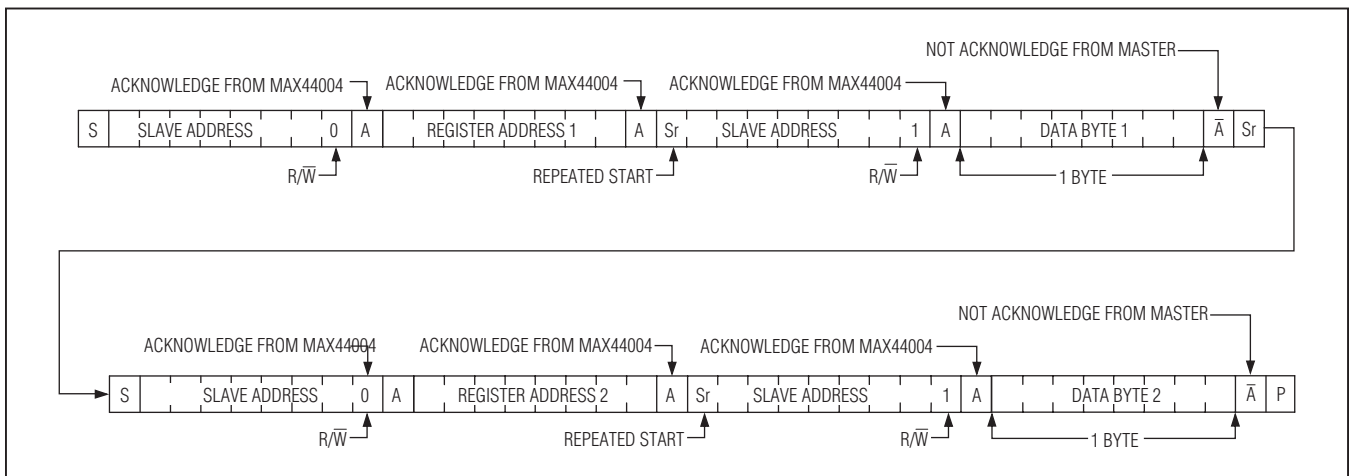 NOT ACKNOWLEDGE FROM MASTER
ACKNOWLEDGE FROM MAX44004 ACKNOWLEDGE FROM MAX44004 ACKNOWLEDGE FROM MAX44004
S SLAVE ADDRESS 0 A REGISTER ADDRESS 1 A Sr SLAVE ADDRESS 1 A DATA BYTE 1 A̅ Sr
R/W̅ REPEATED START R/W̅ 1 BYTE
NOT ACKNOWLEDGE FROM MASTER
ACKNOWLEDGE FROM MAX44004 ACKNOWLEDGE FROM MAX44004 ACKNOWLEDGE FROM MAX44004
S SLAVE ADDRESS 0 A REGISTER ADDRESS 2 A Sr SLAVE ADDRESS 1 A DATA BYTE 2 A̅ P
R/W̅ REPEATED START R/W̅ 1 BYTE